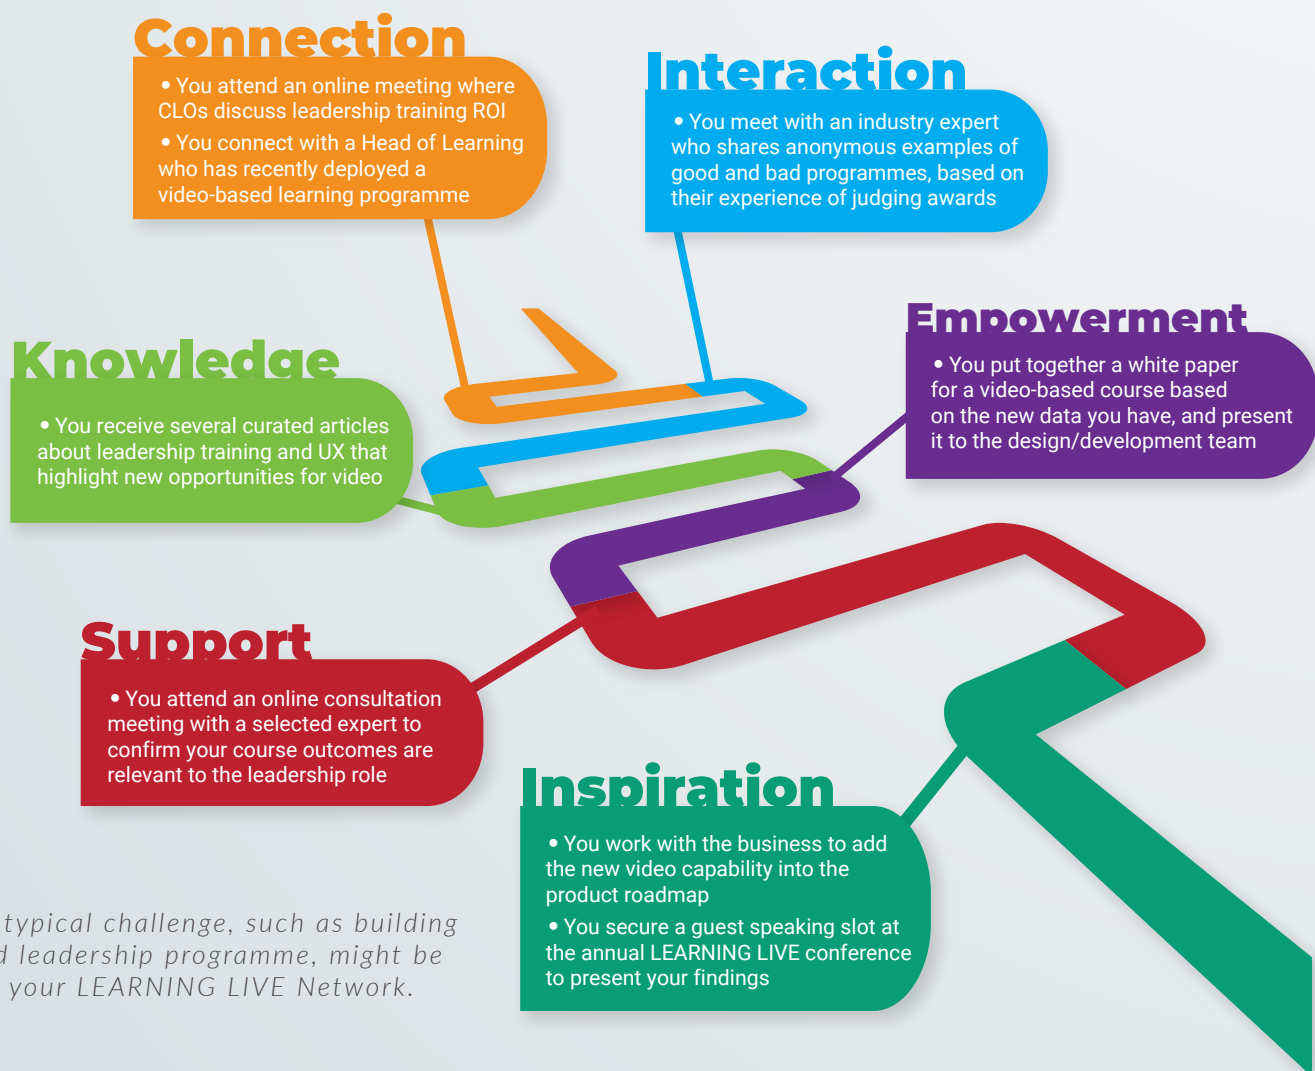 Connection
• You attend an online meeting where
CLOs discuss leadership training ROI
• You connect with a Head of Learning
who has recently deployed a
video-based learning programme
Interaction
• You meet with an industry expert
who shares anonymous examples of
good and bad programmes, based on
their experience of judging awards
Empowerment
• You put together a white paper
for a video-based course based
on the new data you have, and present
it to the design/development team
Knowledge
• You receive several curated articles
about leadership training and UX that
highlight new opportunities for video
Support
• You attend an online consultation
meeting with a selected expert to
confirm your course outcomes are
relevant to the leadership role
Inspiration
• You work with the business to add
the new video capability into the
product roadmap
• You secure a guest speaking slot at
the annual LEARNING LIVE conference
to present your findings
typical challenge, such as building
leadership programme, might be
your LEARNING LIVE Network.